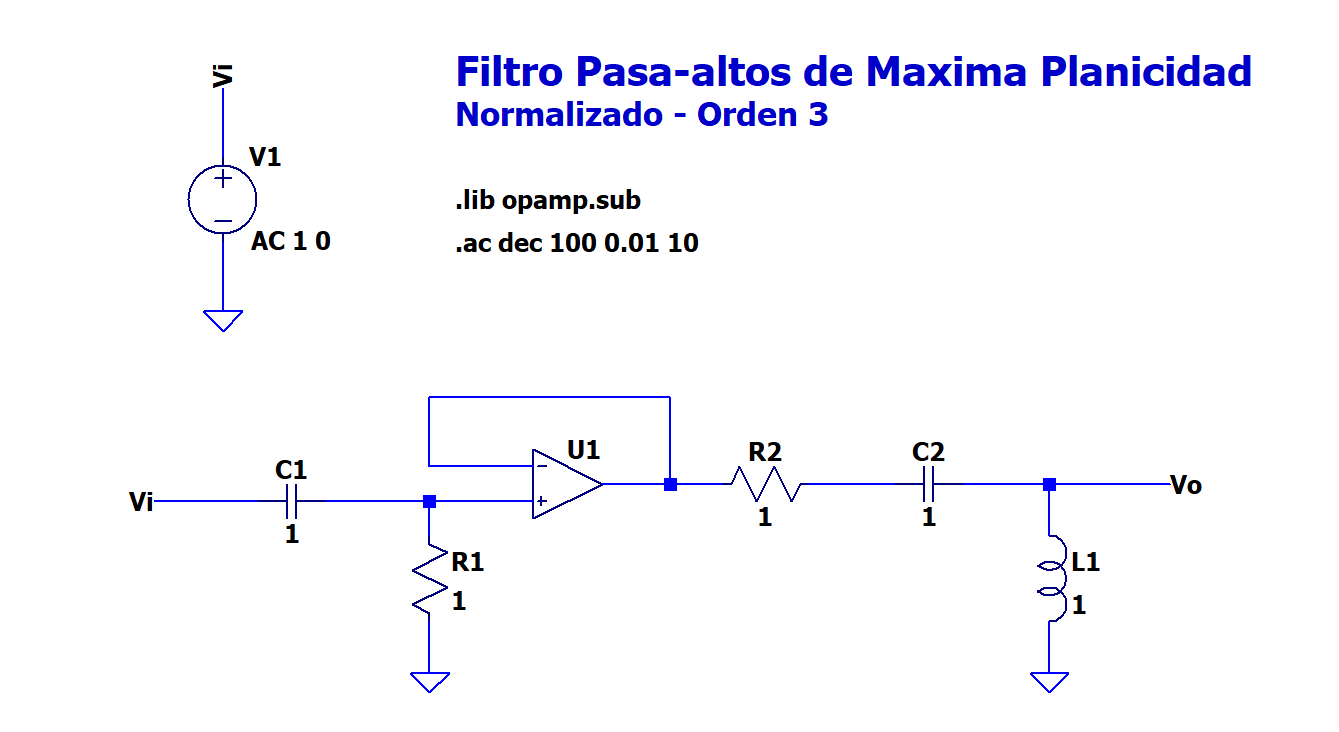 Vi
Filtro Pasa-altos de Maxima Planicidad
Normalizado - Orden 3
V1
AC 1 0
.lib opamp.sub
.ac dec 100 0.01 10
U1
R2
C2
C1
Vi
Vo
1
1
1
R1
1
L1
1